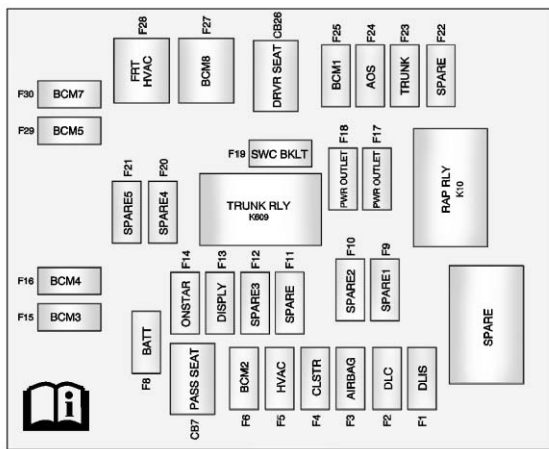 F28
F27
CB26
F25
F24
F23
F22
FRT HVAC
BCM8
DRVR SEAT
BCM1
AOS
TRUNK
SPARE
F30
BCM7
F29
BCM5
F19
SWC BKLT
F18
F17
PWR OUTLET
PWR OUTLET
RAP RLY
K10
F21
F20
SPARE5
SPARE4
TRUNK RLY
K609
F16
BCM4
F15
BCM3
F14
F13
F12
F11
F10
F9
ONSTAR
DISPLY
SPARE3
SPARE
SPARE2
SPARE1
SPARE
BATT
F8
PASS SEAT
BCM2
HVAC
CLSTR
AIRBAG
DLC
DLIS
CB7
F6
F5
F4
F3
F2
F1
i